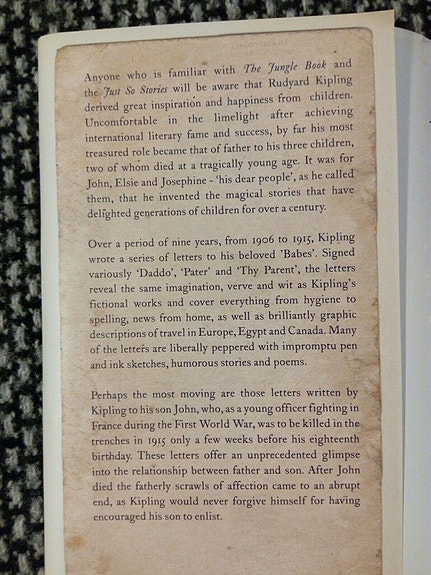 Anyone who is familiar with The Jungle Book and
the Just So Stories will be aware that Rudyard Kipling
derived great inspiration and happiness from children.
Uncomfortable in the limelight after achieving
international literary fame and success, by far his most
treasured role became that of father to his three children,
two of whom died at a tragically young age. It was for
John, Elsie and Josephine - 'his dear people', as he called
them, that he invented the magical stories that have
delighted generations of children for over a century.
Over a period of nine years, from 1906 to 1915, Kipling
wrote a series of letters to his beloved 'Babes'. Signed
variously 'Daddo', 'Pater' and 'Thy Parent', the letters
reveal the same imagination, verve and wit as Kipling's
fictional works and cover everything from hygiene to
spelling, news from home, as well as brilliantly graphic
descriptions of travel in Europe, Egypt and Canada. Many
of the letters are liberally peppered with impromptu pen
and ink sketches, humorous stories and poems.
Perhaps the most moving are those letters written by
Kipling to his son John, who, as a young officer fighting in
France during the First World War, was to be killed in the
trenches in 1915 only a few weeks before his eighteenth
birthday. These letters offer an unprecedented glimpse
into the relationship between father and son. After John
died the fatherly scrawls of affection came to an abrupt
end, as Kipling would never forgive himself for having
encouraged his son to enlist.